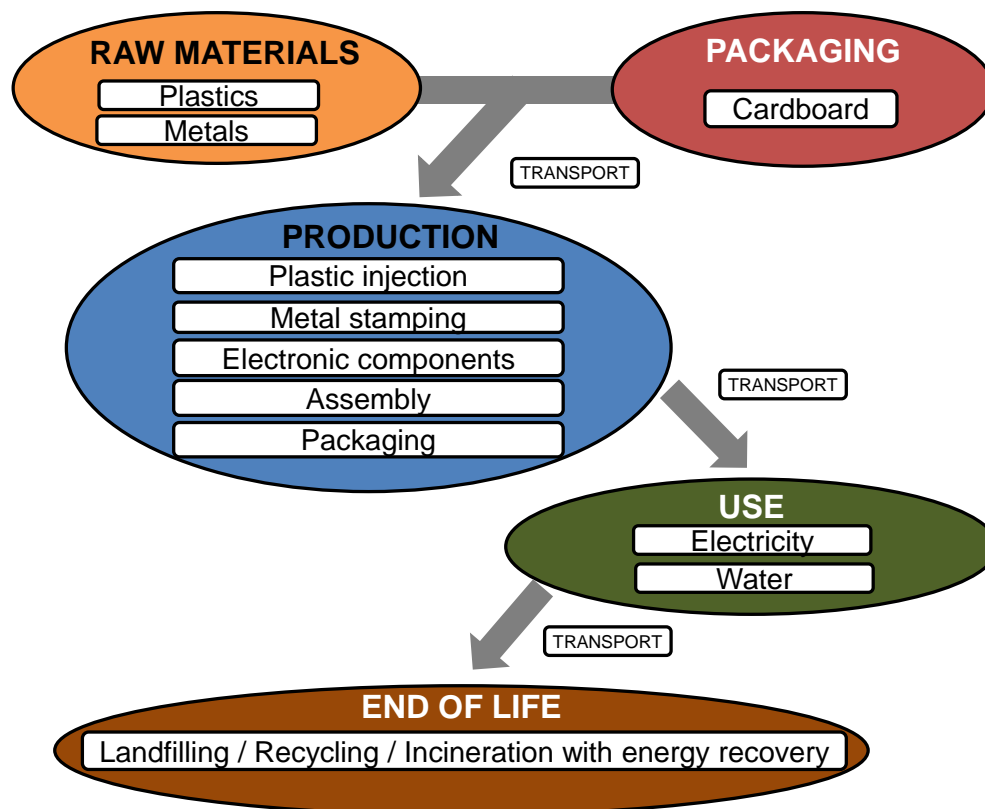 RAW MATERIALS
Plastics
Metals
PACKAGING
Cardboard
TRANSPORT
PRODUCTION
Plastic injection
Metal stamping
Electronic components
Assembly
Packaging
TRANSPORT
USE
Electricity
Water
TRANSPORT
END OF LIFE
Landfilling / Recycling / Incineration with energy recovery